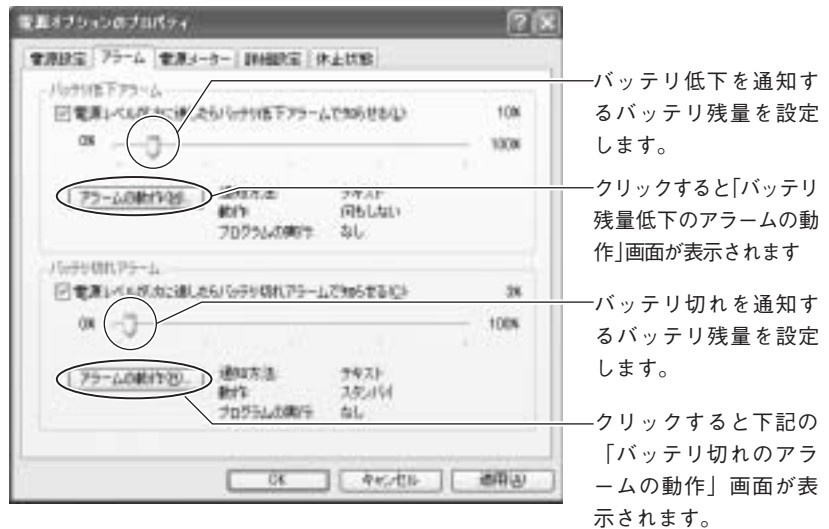 電源オプションのプロパティ
電源設定 アラーム 電源メーター 詳細設定 休止状態
バッテリ低下アラーム
電源レベルが次に達したらバッテリ低下アラームで知らせる(L) 10%
0% 100%
アラームの動作 通知方法 テキスト
動作 何もしない
プログラムの実行 なし
バッテリ切れアラーム
電源レベルが次に達したらバッテリ切れアラームで知らせる(C) 3%
0% 100%
アラームの動作 通知方法 テキスト
動作 スタンバイ
プログラムの実行 なし
OK キャンセル 適用(A)
バッテリ低下を通知す
るバッテリ残量を設定
します。
クリックすると「バッテリ
残量低下のアラームの動
作」画面が表示されます
バッテリ切れを通知す
るバッテリ残量を設定
します。
クリックすると下記の
「バッテリ切れのアラ
ームの動作」画面が表
示されます。